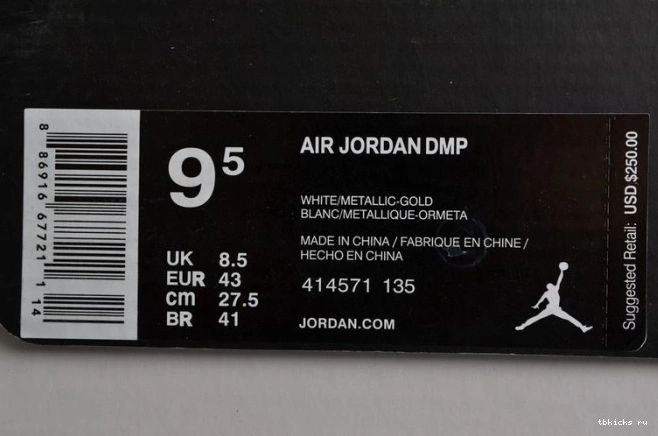 8 86916 67721 1 14
9⁵
UK 8.5
EUR 43
cm 27.5
BR 41
AIR JORDAN DMP
WHITE/METALLIC-GOLD
BLANC/METALLIQUE-ORMETA
MADE IN CHINA / FABRIQUE EN CHINE /
HECHO EN CHINA
414571 135
JORDAN.COM
Suggested Retail: USD $250.00
tbkicks ru